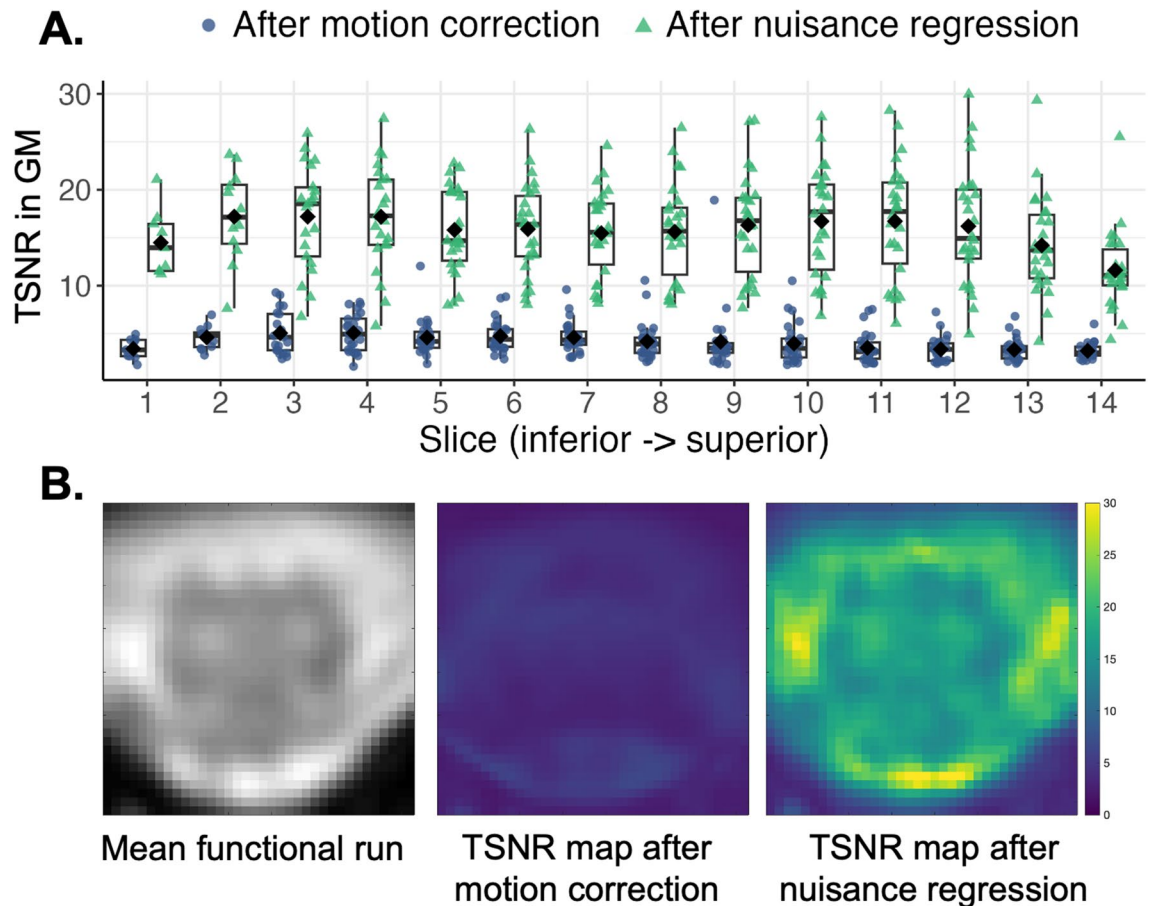 A.
After motion correction
After nuisance regression
TSNR in GM
30
20
10
1 2 3 4 5 6 7 8 9 10 11 12 13 14
Slice (inferior -> superior)
B.
30
25
20
15
10
5
0
Mean functional run
TSNR map after
motion correction
TSNR map after
nuisance regression